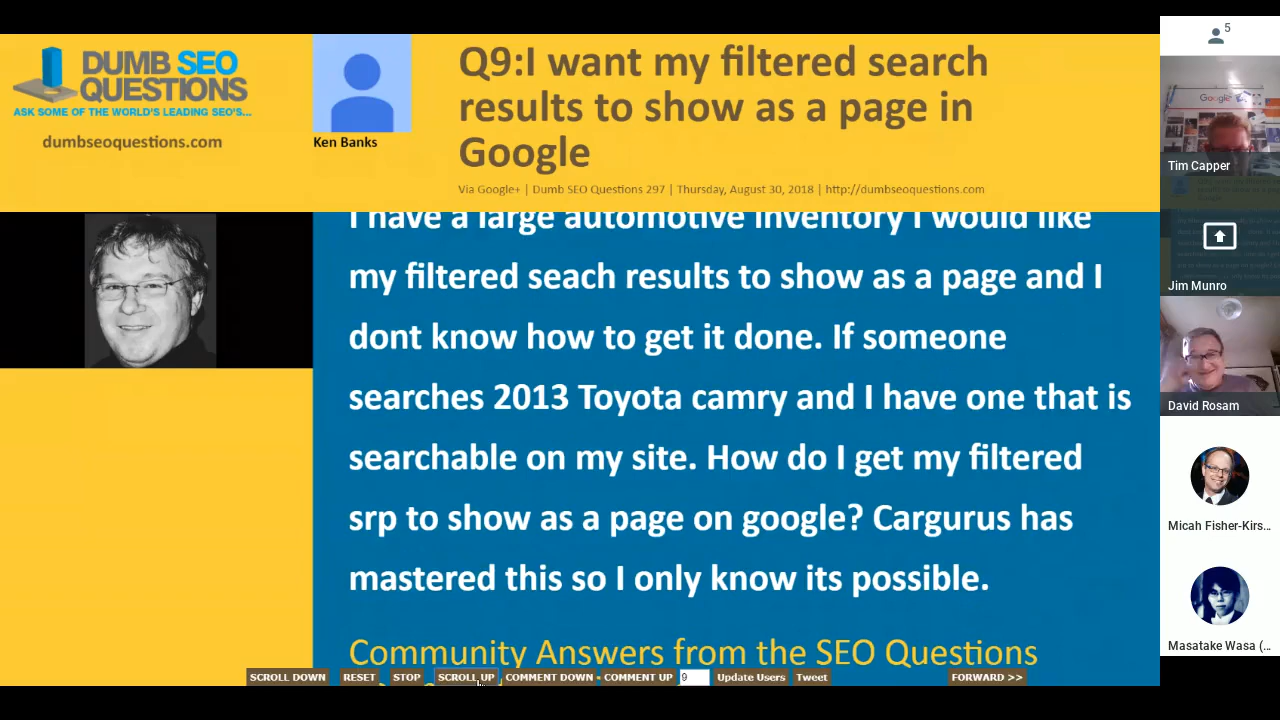 DUMB SEO
QUESTIONS
ASK SOME OF THE WORLD'S LEADING SEO'S...
dumbseoquestions.com
Ken Banks
Q9:I want my filtered search
results to show as a page in
Google
Via Google+ | Dumb SEO Questions 297 | Thursday, August 30, 2018 | http://dumbseoquestions.com
I have a large automotive inventory I would like
my filtered seach results to show as a page and I
dont know how to get it done. If someone
searches 2013 Toyota camry and I have one that is
searchable on my site. How do I get my filtered
srp to show as a page on google? Cargurus has
mastered this so I only know its possible.
Community Answers from the SEO Questions
SCROLL DOWN RESET STOP SCROLL UP COMMENT DOWN COMMENT UP 9 Update Users Tweet FORWARD >>
5
Google
Tim Capper
Jim Munro
David Rosam
Micah Fisher-Kirs...
Masatake Wasa (...